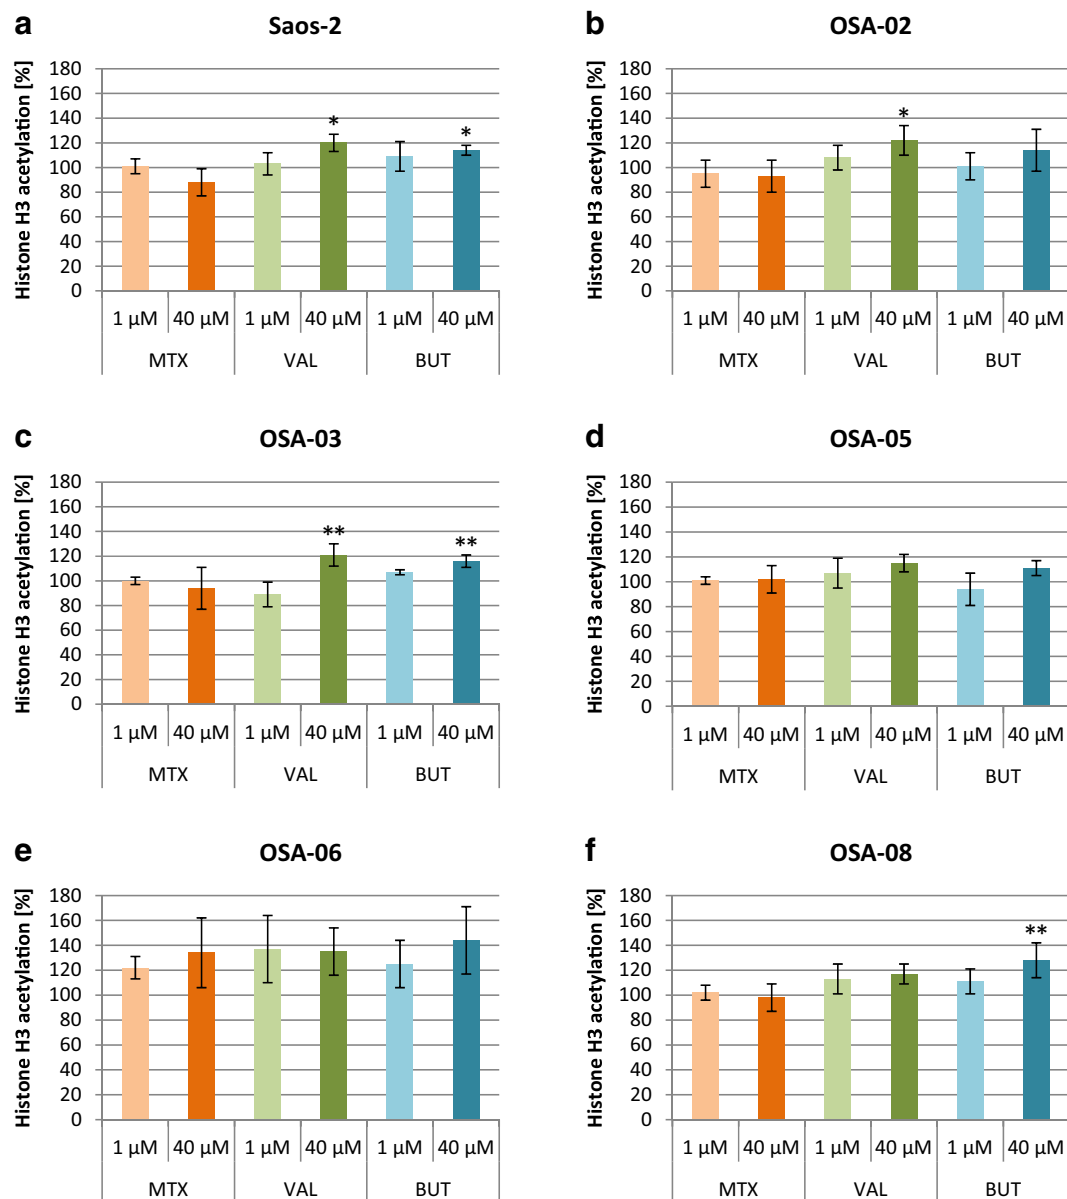 a Saos-2
Histone H3 acetylation [%]
180
160
140
120
100
80
60
40
20
0
* *
1 µM 40 µM 1 µM 40 µM 1 µM 40 µM
MTX VAL BUT
b OSA-02
Histone H3 acetylation [%]
180
160
140
120
100
80
60
40
20
0
*
1 µM 40 µM 1 µM 40 µM 1 µM 40 µM
MTX VAL BUT
c OSA-03
Histone H3 acetylation [%]
180
160
140
120
100
80
60
40
20
0
** **
1 µM 40 µM 1 µM 40 µM 1 µM 40 µM
MTX VAL BUT
d OSA-05
Histone H3 acetylation [%]
180
160
140
120
100
80
60
40
20
0
1 µM 40 µM 1 µM 40 µM 1 µM 40 µM
MTX VAL BUT
e OSA-06
Histone H3 acetylation [%]
180
160
140
120
100
80
60
40
20
0
1 µM 40 µM 1 µM 40 µM 1 µM 40 µM
MTX VAL BUT
f OSA-08
Histone H3 acetylation [%]
180
160
140
120
100
80
60
40
20
0
**
1 µM 40 µM 1 µM 40 µM 1 µM 40 µM
MTX VAL BUT